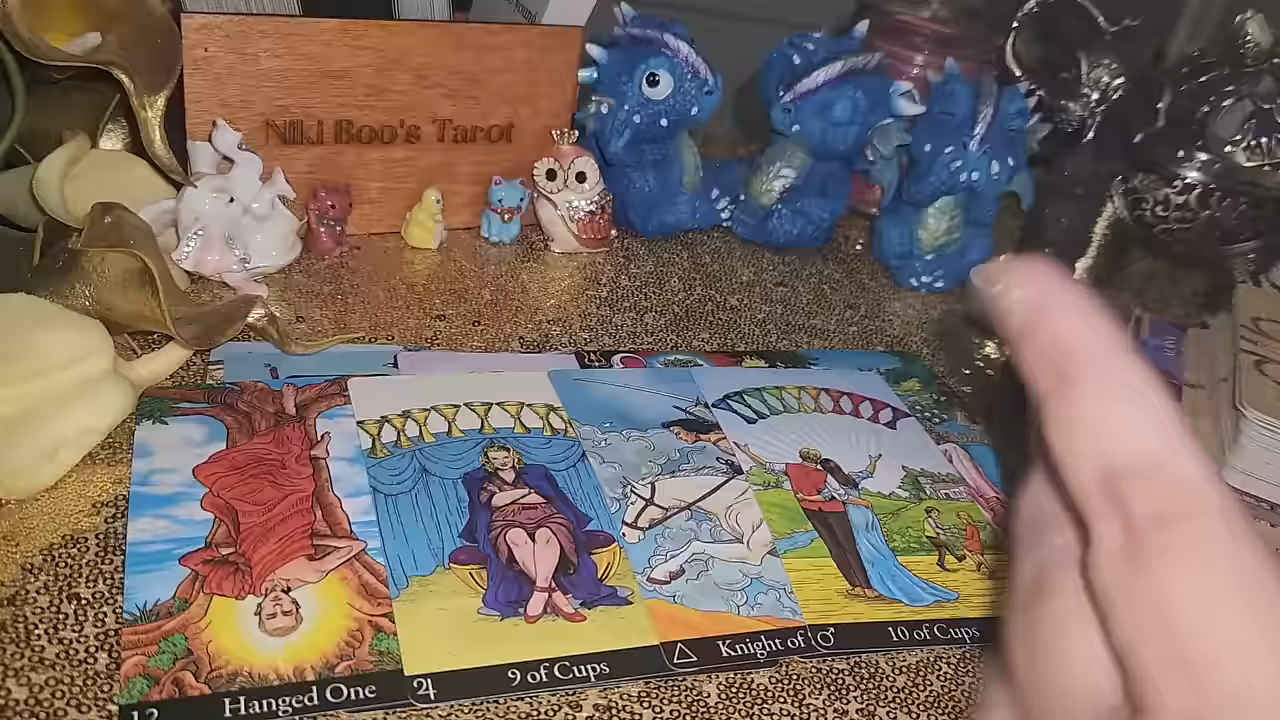 Niki Boo's Tarot
12 Hanged One
♃ 9 of Cups
△ Knight of
♂ 10 of Cups